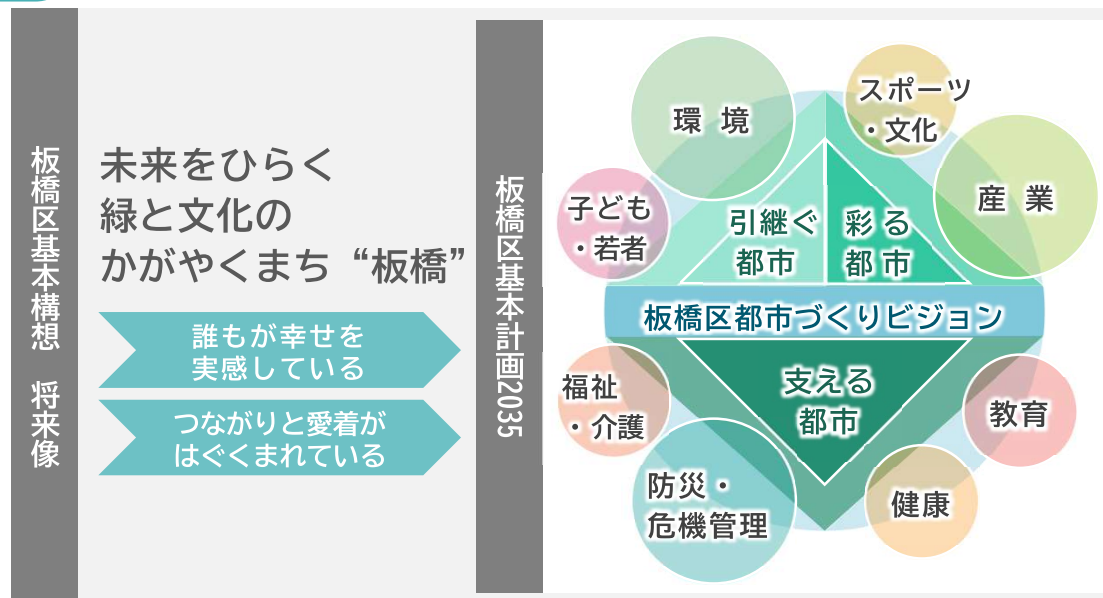 板橋区基本構想　将来像
未来をひらく
緑と文化の
かがやくまち“板橋”
誰もが幸せを
実感している
つながりと愛着が
はぐくまれている
板橋区基本計画2035
環 境
スポーツ
・文化
子ども
・若者
産 業
引継ぐ
都市
彩る
都市
板橋区都市づくりビジョン
支える
都市
福祉
・介護
教育
防災・
危機管理
健康